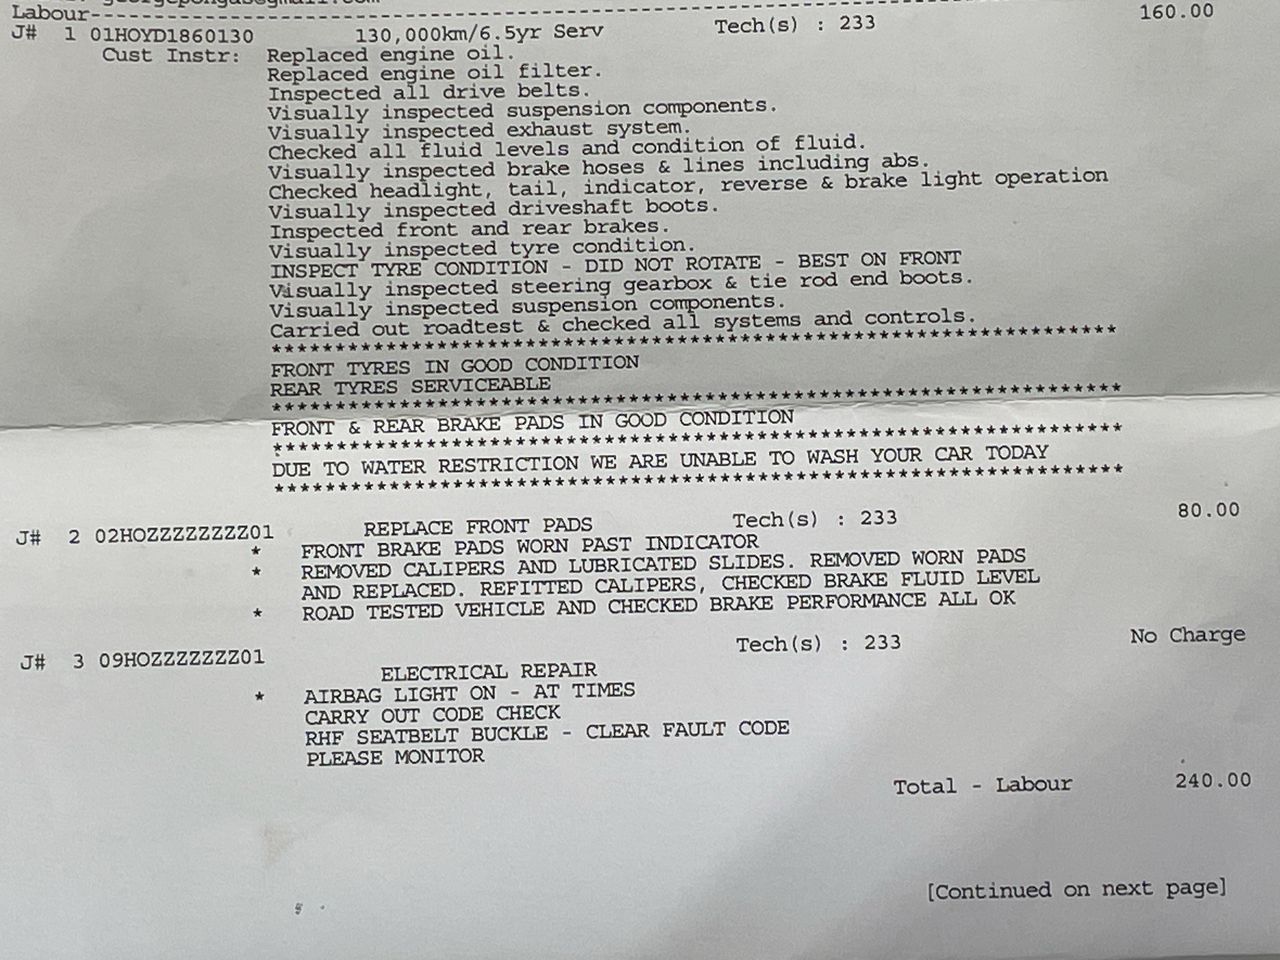 Labour
160.00
J# 1 01HOYD1860130 130,000km/6.5yr Serv Tech(s) : 233
Cust Instr: Replaced engine oil.
Replaced engine oil filter.
Inspected all drive belts.
Visually inspected suspension components.
Visually inspected exhaust system.
Checked all fluid levels and condition of fluid.
Visually inspected brake hoses & lines including abs.
Checked headlight, tail, indicator, reverse & brake light operation
Visually inspected driveshaft boots.
Inspected front and rear brakes.
Visually inspected tyre condition.
INSPECT TYRE CONDITION - DID NOT ROTATE - BEST ON FRONT
Visually inspected steering gearbox & tie rod end boots.
Visually inspected suspension components.
Carried out roadtest & checked all systems and controls.
FRONT TYRES IN GOOD CONDITION
REAR TYRES SERVICEABLE
FRONT & REAR BRAKE PADS IN GOOD CONDITION
DUE TO WATER RESTRICTION WE ARE UNABLE TO WASH YOUR CAR TODAY
J# 2 02HOZZZZZZZZ01 REPLACE FRONT PADS Tech(s) : 233 80.00
* FRONT BRAKE PADS WORN PAST INDICATOR
* REMOVED CALIPERS AND LUBRICATED SLIDES. REMOVED WORN PADS
AND REPLACED. REFITTED CALIPERS, CHECKED BRAKE FLUID LEVEL
* ROAD TESTED VEHICLE AND CHECKED BRAKE PERFORMANCE ALL OK
J# 3 09HOZZZZZZZ01 Tech(s) : 233 No Charge
ELECTRICAL REPAIR
* AIRBAG LIGHT ON - AT TIMES
CARRY OUT CODE CHECK
RHF SEATBELT BUCKLE - CLEAR FAULT CODE
PLEASE MONITOR
Total - Labour 240.00
[Continued on next page]